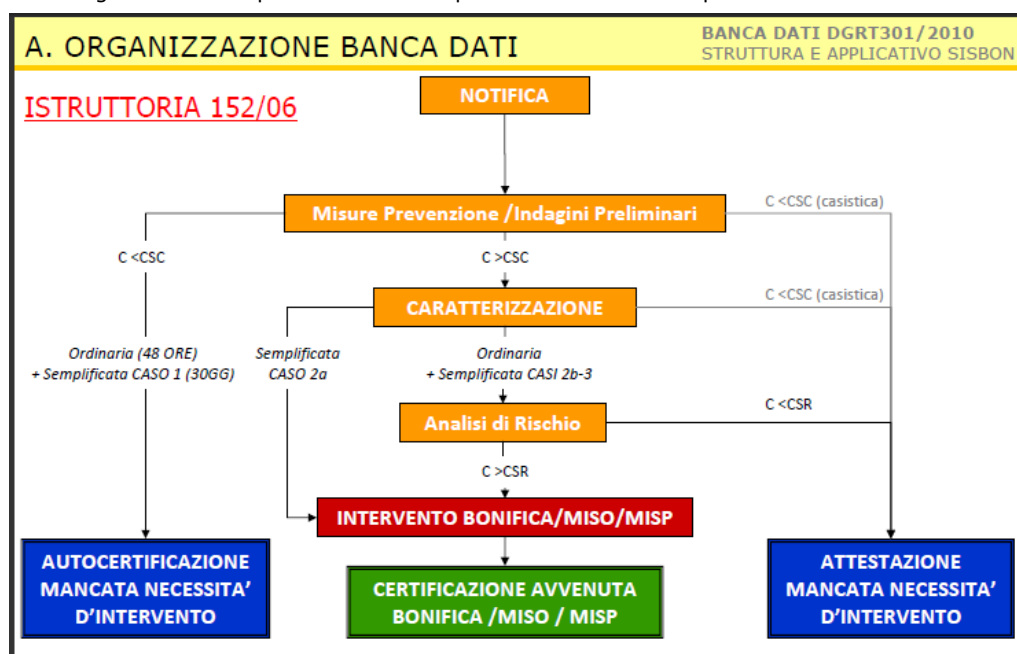 A. ORGANIZZAZIONE BANCA DATI
BANCA DATI DGRT301/2010
STRUTTURA E APPLICATIVO SISBON
ISTRUTTORIA 152/06
NOTIFICA
Misure Prevenzione /Indagini Preliminari
C <CSC (casistica)
C <CSC
C >CSC
CARATTERIZZAZIONE
C <CSC (casistica)
Ordinaria (48 ORE)
+ Semplificata CASO 1 (30GG)
Semplificata
CASO 2a
Ordinaria
+ Semplificata CASI 2b-3
Analisi di Rischio
C <CSR
C >CSR
INTERVENTO BONIFICA/MISO/MISP
AUTOCERTIFICAZIONE
MANCATA NECESSITA’
D’INTERVENTO
CERTIFICAZIONE AVVENUTA
BONIFICA /MISO / MISP
ATTESTAZIONE
MANCATA NECESSITA’
D’INTERVENTO